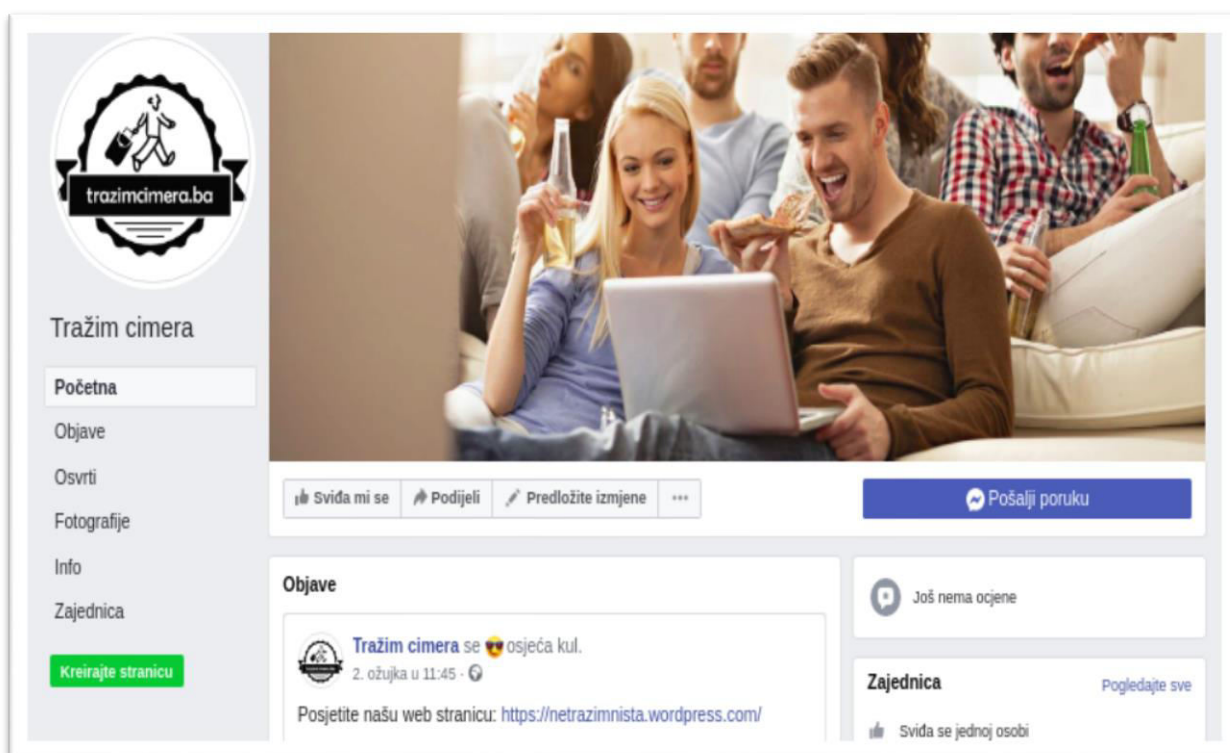 trazimcimera.ba
Tražim cimera
Početna
Objave
Osvrti
Fotografije
Info
Zajednica
Kreirajte stranicu
Sviđa mi se
Podijeli
Predložite izmjene
Pošalji poruku
Objave
Tražim cimera se 😎 osjeća kul.
2. ožujka u 11:45 ·
Posjetite našu web stranicu: https://netrazimnista.wordpress.com/
Još nema ocjene
Zajednica Pogledajte sve
Sviđa se jednoj osobi